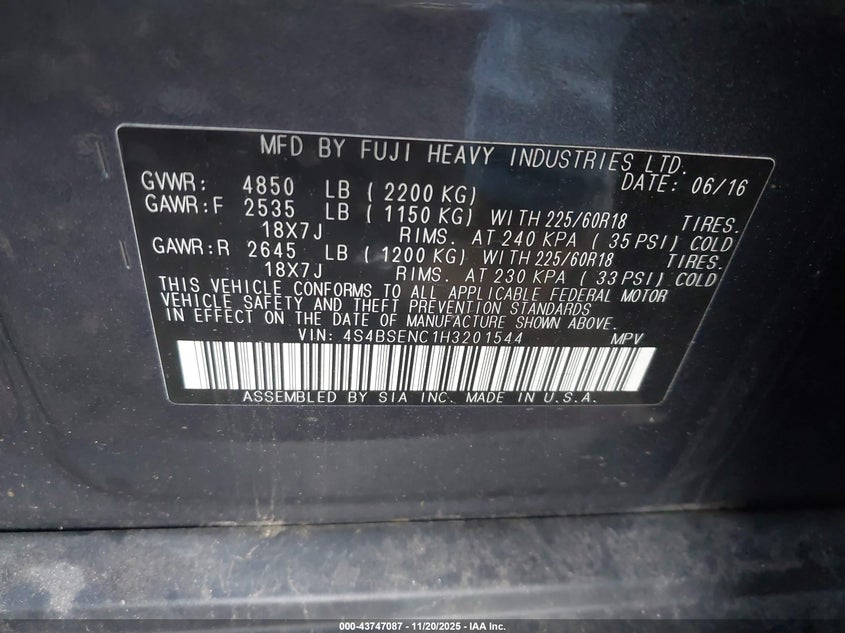 MFD BY FUJI HEAVY INDUSTRIES LTD.
GVWR: 4850 LB (2200 KG) DATE: 06/16
GAWR:F 2535 LB (1150 KG) WITH 225/60R18 TIRES.
18X7J RIMS. AT 240 KPA (35 PSI) COLD
GAWR:R 2645 LB (1200 KG) WITH 225/60R18 TIRES.
18X7J RIMS. AT 230 KPA (33 PSI) COLD
THIS VEHICLE CONFORMS TO ALL APPLICABLE FEDERAL MOTOR
VEHICLE SAFETY AND THEFT PREVENTION STANDARDS
IN EFFECT ON THE DATE OF MANUFACTURE SHOWN ABOVE.
VIN: 4S4BSENC1H3201544 MPV
ASSEMBLED BY SIA INC. MADE IN U.S.A.
000-43747087 - 11/20/2025 - IAA Inc.